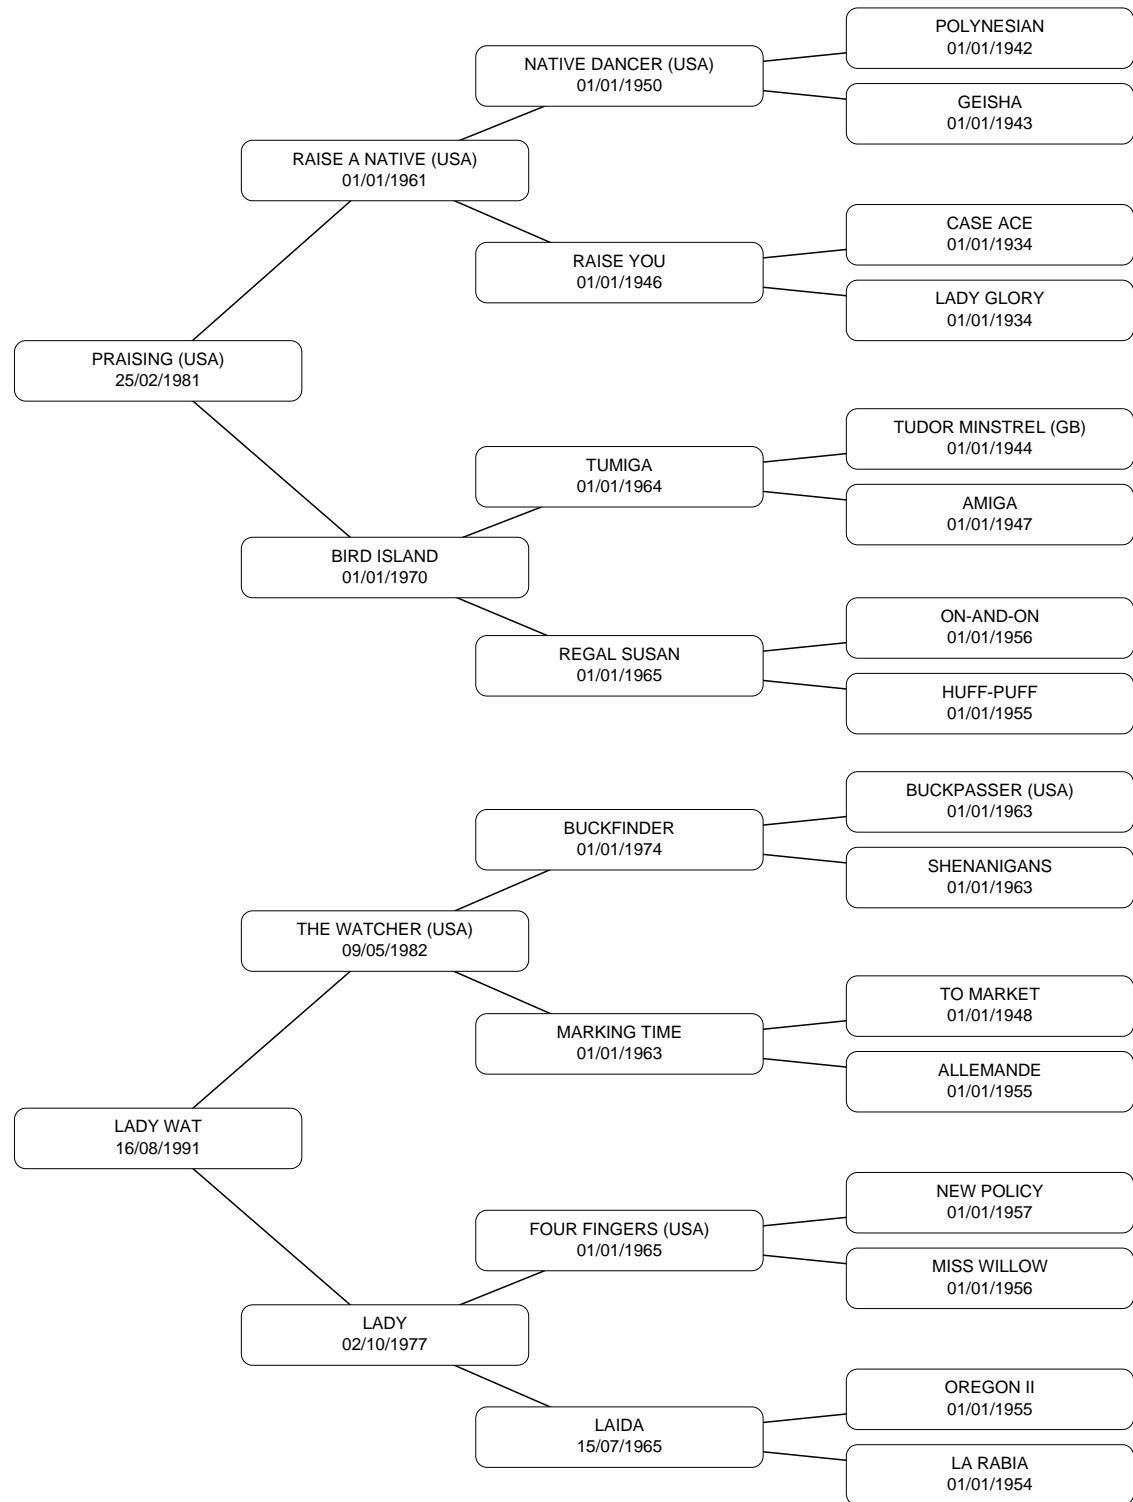 POLYNESIAN
01/01/1942
NATIVE DANCER (USA)
01/01/1950
GEISHA
01/01/1943
RAISE A NATIVE (USA)
01/01/1961
CASE ACE
01/01/1934
RAISE YOU
01/01/1946
LADY GLORY
01/01/1934
PRAISING (USA)
25/02/1981
TUDOR MINSTREL (GB)
01/01/1944
TUMIGA
01/01/1964
AMIGA
01/01/1947
BIRD ISLAND
01/01/1970
ON-AND-ON
01/01/1956
REGAL SUSAN
01/01/1965
HUFF-PUFF
01/01/1955
BUCKPASSER (USA)
01/01/1963
BUCKFINDER
01/01/1974
SHENANIGANS
01/01/1963
THE WATCHER (USA)
09/05/1982
TO MARKET
01/01/1948
MARKING TIME
01/01/1963
ALLEMANDE
01/01/1955
LADY WAT
16/08/1991
NEW POLICY
01/01/1957
FOUR FINGERS (USA)
01/01/1965
MISS WILLOW
01/01/1956
LADY
02/10/1977
OREGON II
01/01/1955
LAIDA
15/07/1965
LA RABIA
01/01/1954